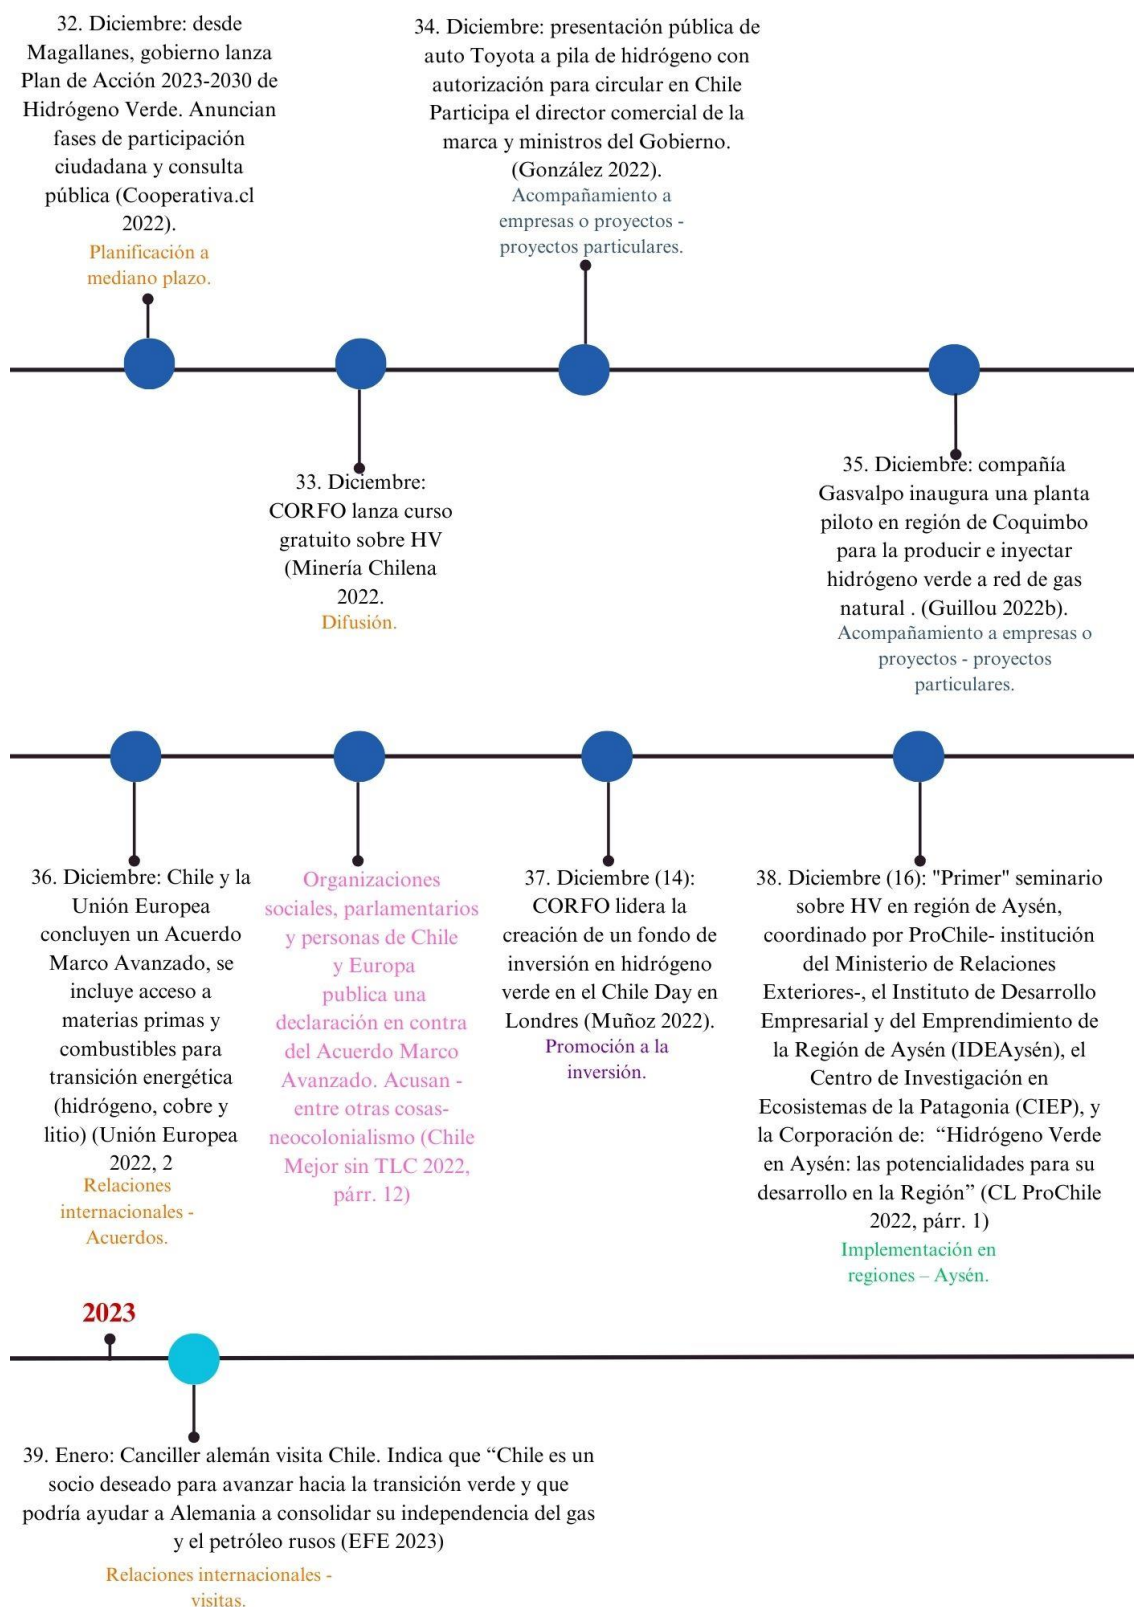 32. Diciembre: desde
Magallanes, gobierno lanza
Plan de Acción 2023-2030 de
Hidrógeno Verde. Anuncian
fases de participación
ciudadana y consulta
pública (Cooperativa.cl
2022).
Planificación a
mediano plazo.
34. Diciembre: presentación pública de
auto Toyota a pila de hidrógeno con
autorización para circular en Chile
Participa el director comercial de la
marca y ministros del Gobierno.
(González 2022).
Acompañamiento a
empresas o proyectos -
proyectos particulares.
33. Diciembre:
CORFO lanza curso
gratuito sobre HV
(Minería Chilena
2022.
Difusión.
35. Diciembre: compañía
Gasvalpo inaugura una planta
piloto en región de Coquimbo
para la producir e inyectar
hidrógeno verde a red de gas
natural . (Guillou 2022b).
Acompañamiento a empresas o
proyectos - proyectos
particulares.
36. Diciembre: Chile y la
Unión Europea
concluyen un Acuerdo
Marco Avanzado, se
incluye acceso a
materias primas y
combustibles para
transición energética
(hidrógeno, cobre y
litio) (Unión Europea
2022, 2
Relaciones
internacionales -
Acuerdos.
Organizaciones
sociales, parlamentarios
y personas de Chile
y Europa
publica una
declaración en contra
del Acuerdo Marco
Avanzado. Acusan -
entre otras cosas-
neocolonialismo (Chile
Mejor sin TLC 2022,
párr. 12)
37. Diciembre (14):
CORFO lidera la
creación de un fondo de
inversión en hidrógeno
verde en el Chile Day en
Londres (Muñoz 2022).
Promoción a la
inversión.
38. Diciembre (16): "Primer" seminario
sobre HV en región de Aysén,
coordinado por ProChile- institución
del Ministerio de Relaciones
Exteriores-, el Instituto de Desarrollo
Empresarial y del Emprendimiento de
la Región de Aysén (IDEAysén), el
Centro de Investigación en
Ecosistemas de la Patagonia (CIEP), y
la Corporación de: “Hidrógeno Verde
en Aysén: las potencialidades para su
desarrollo en la Región” (CL ProChile
2022, párr. 1)
Implementación en
regiones – Aysén.
2023
39. Enero: Canciller alemán visita Chile. Indica que “Chile es un
socio deseado para avanzar hacia la transición verde y que
podría ayudar a Alemania a consolidar su independencia del gas
y el petróleo rusos (EFE 2023)
Relaciones internacionales -
visitas.